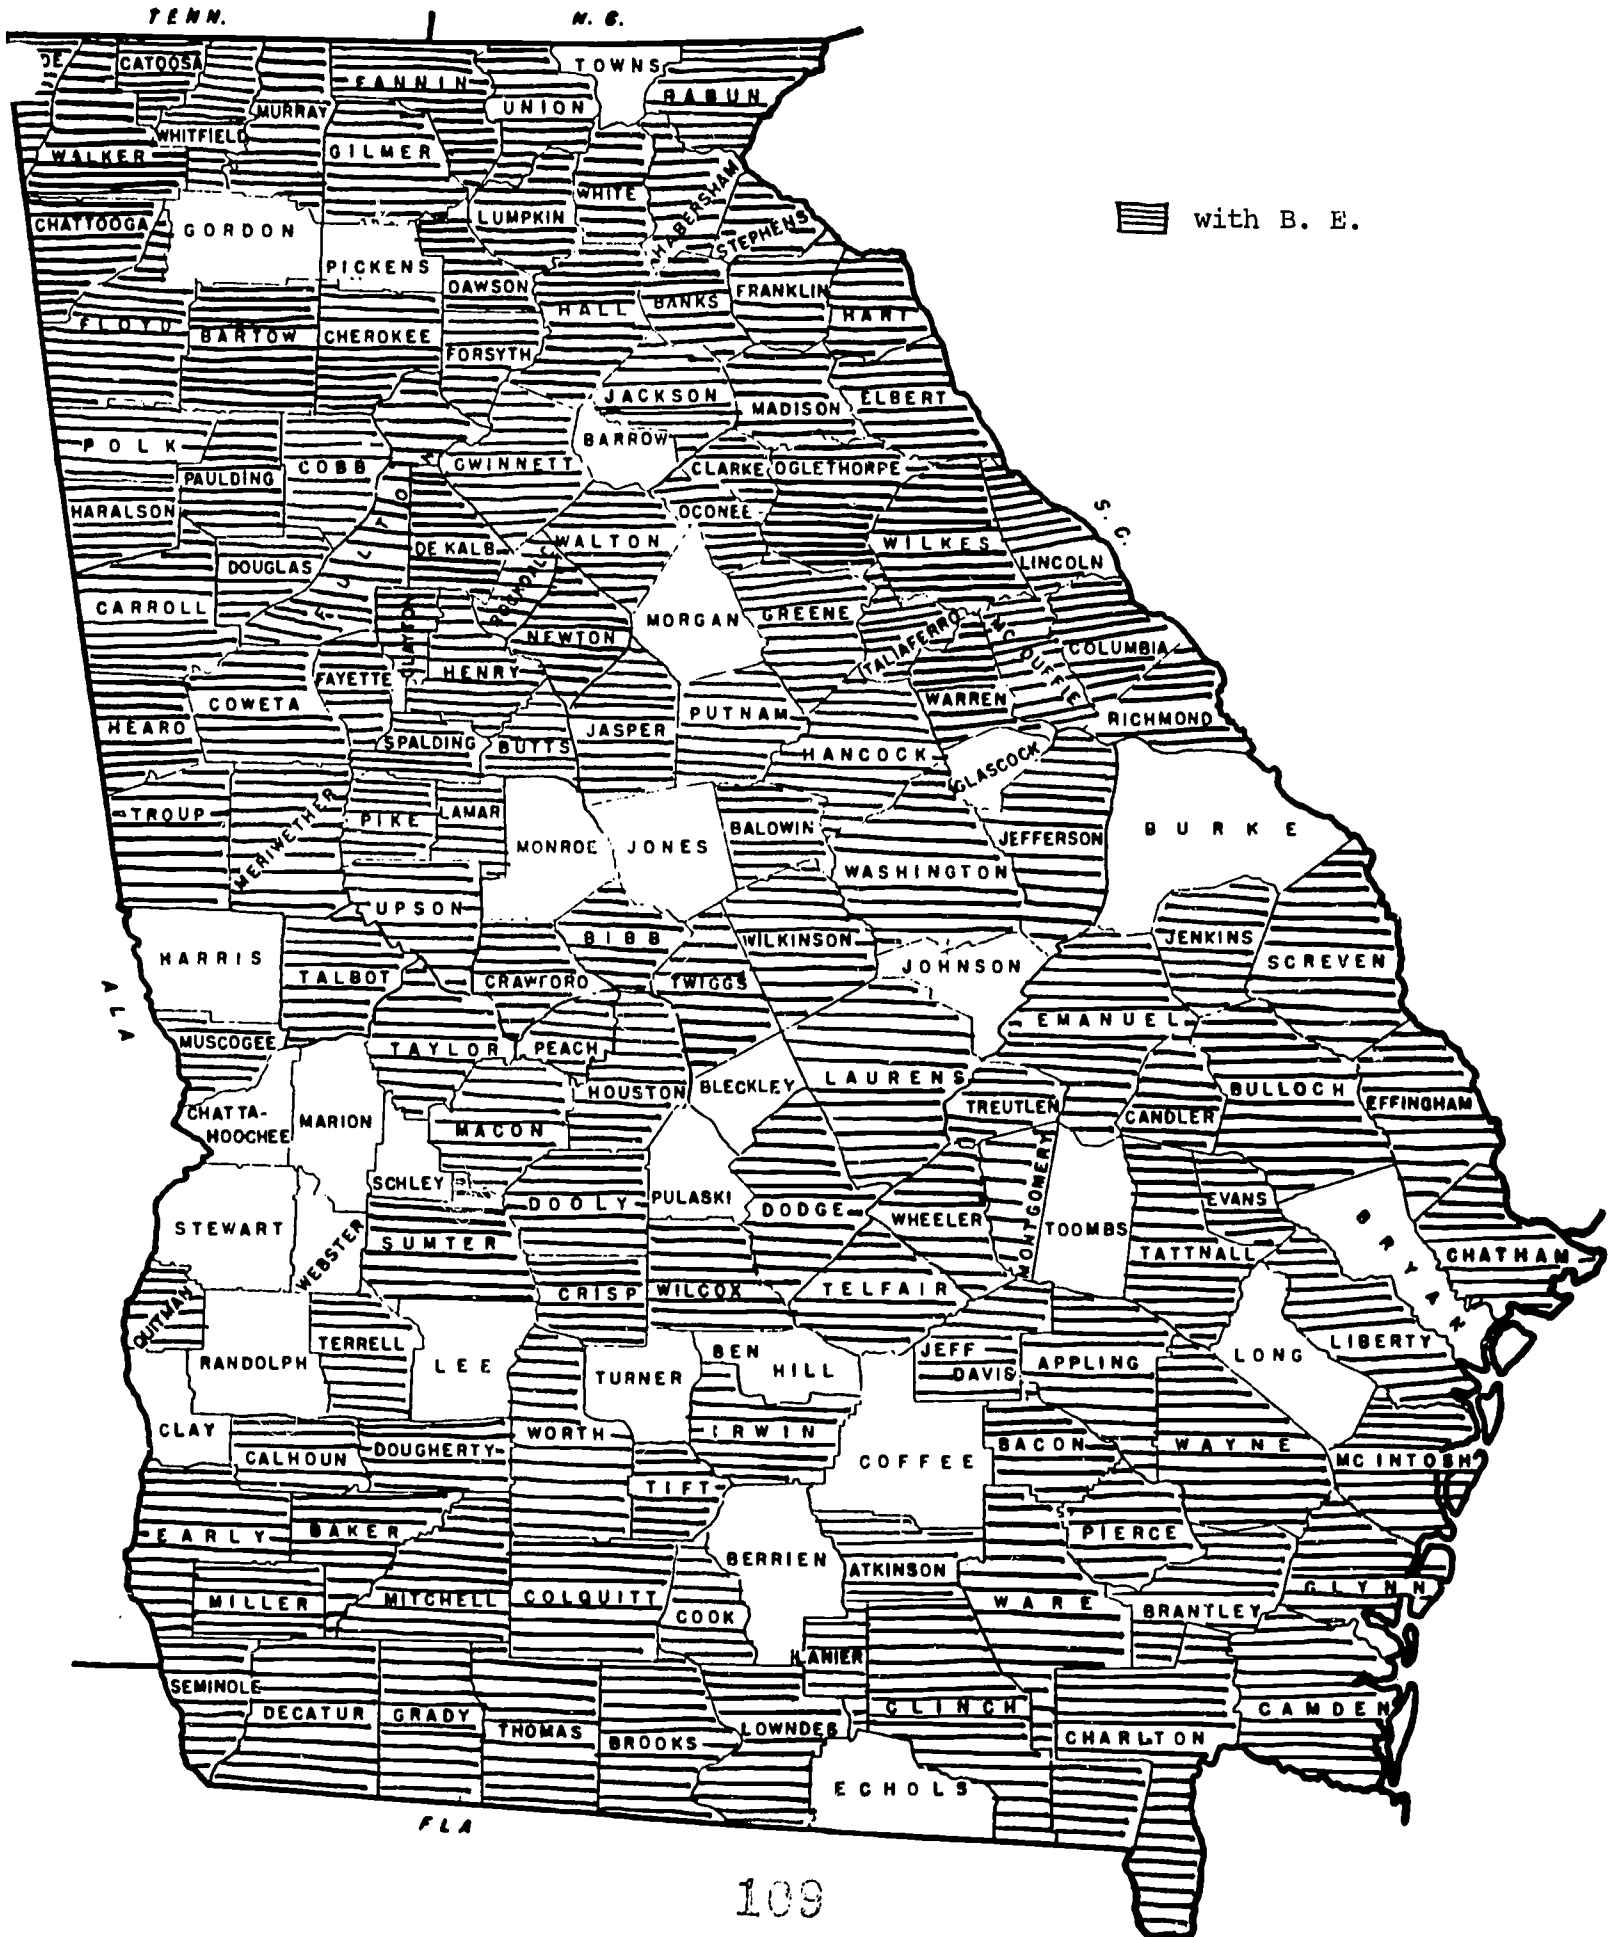 TENN.
N. C.
DE
CATOOSA
FANNIN
TOWNS
UNION
RABUN
MURRAY
WHITFIELD
WALKER
GILMER
WHITE
HABERSHAM
STEPHENS
LUMPKIN
CHATTOOGA
GORDON
PICKENS
with B. E.
DAWSON
HALL
BANKS
FRANKLIN
HART
FLOYD
BARTOW
CHEROKEE
FORSYTH
JACKSON
MADISON
ELBERT
POLK
PAULDING
COBB
GWINNETT
BARROW
CLARKE
OGLETHORPE
HARALSON
FULTON
OCONEE
S. C.
DOUGLAS
DE KALB
ROCKDALE
WALTON
WILKES
LINCOLN
CARROLL
CLAYTON
NEWTON
MORGAN
GREENE
TALIAFERRO
MC DUFFIE
COLUMBIA
FAYETTE
HENRY
HEARD
COWETA
SPALDING
BUTTS
JASPER
PUTNAM
HANCOCK
WARREN
RICHMOND
GLASCOCK
TROUP
MERIWETHER
PIKE
LAMAR
MONROE
JONES
BALDWIN
WASHINGTON
JEFFERSON
BURKE
UPSON
HARRIS
TALBOT
CRAWFORD
BIBB
TWIGGS
WILKINSON
JOHNSON
JENKINS
SCREVEN
ALA
MUSCOGEE
TAYLOR
PEACH
EMANUEL
HOUSTON
BLECKLEY
LAURENS
TREUTLEN
CANDLER
BULLOCH
EFFINGHAM
CHATTA-
HOOCHEE
MARION
MACON
SCHLEY
DOOLY
PULASKI
DODGE
WHEELER
MONTGOMERY
TOOMBS
EVANS
TATTNALL
BRYAN
CHATHAM
STEWART
WEBSTER
SUMTER
CRISP
WILCOX
TELFAIR
QUITMAN
RANDOLPH
TERRELL
LEE
TURNER
BEN HILL
JEFF
DAVIS
APPLING
LONG
LIBERTY
CLAY
CALHOUN
DOUGHERTY
WORTH
IRWIN
COFFEE
BACON
WAYNE
MC INTOSH
TIFT
EARLY
BAKER
BERRIEN
ATKINSON
PIERCE
MILLER
MITCHELL
COLQUITT
COOK
WARE
BRANTLEY
GLYNN
LANIER
SEMINOLE
DECATUR
GRADY
THOMAS
BROOKS
LOWNDES
CLINCH
CHARLTON
CAMDEN
ECHOLS
FLA
109